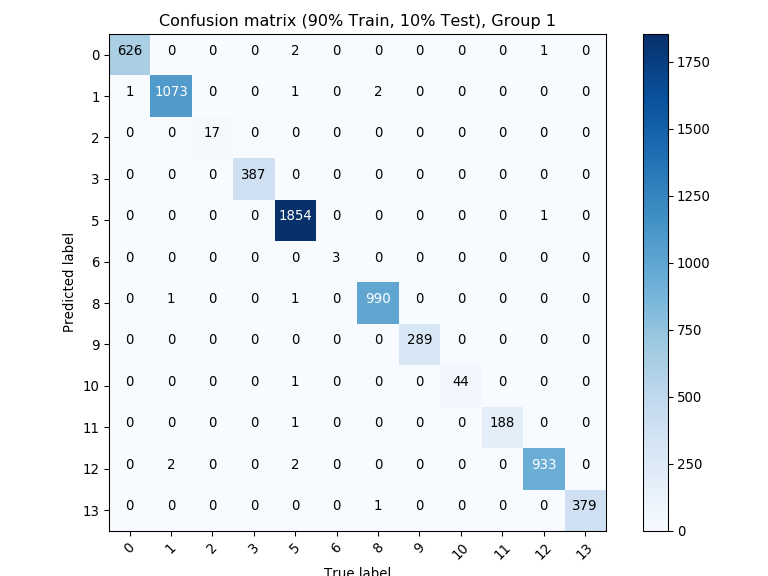 Confusion matrix (90% Train, 10% Test), Group 1
0 626 0 0 0 2 0 0 0 0 0 1 0
1 1 1073 0 0 1 0 2 0 0 0 0 0
2 0 0 17 0 0 0 0 0 0 0 0 0
3 0 0 0 387 0 0 0 0 0 0 0 0
5 0 0 0 0 1854 0 0 0 0 0 1 0
6 0 0 0 0 0 3 0 0 0 0 0 0
8 0 1 0 0 1 0 990 0 0 0 0 0
9 0 0 0 0 0 0 0 289 0 0 0 0
10 0 0 0 0 1 0 0 0 44 0 0 0
11 0 0 0 0 1 0 0 0 0 188 0 0
12 0 2 0 0 2 0 0 0 0 0 933 0
13 0 0 0 0 0 0 1 0 0 0 0 379
0 1 2 3 5 6 8 9 10 11 12 13
Predicted label
True label
1750
1500
1250
1000
750
500
250
0